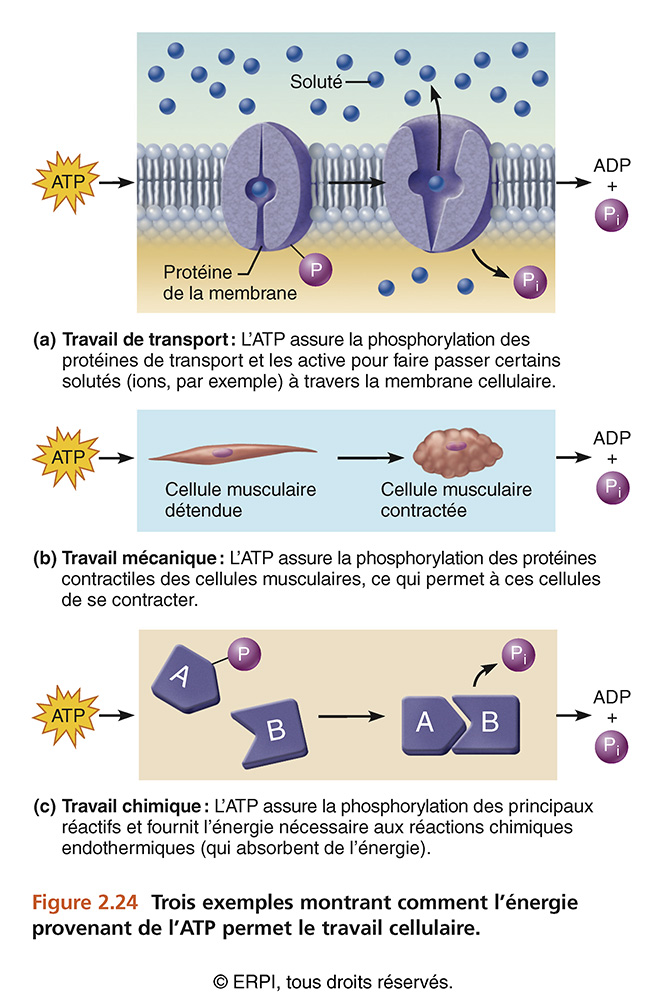 Soluté
ATP
ADP
+
Pi
P
Pi
Protéine
de la membrane
(a) Travail de transport : L'ATP assure la phosphorylation des
protéines de transport et les active pour faire passer certains
solutés (ions, par exemple) à travers la membrane cellulaire.
ATP
ADP
+
Pi
Cellule musculaire
détendue
Cellule musculaire
contractée
(b) Travail mécanique : L'ATP assure la phosphorylation des protéines
contractiles des cellules musculaires, ce qui permet à ces cellules
de se contracter.
P
Pi
A
B
A B
ATP
ADP
+
Pi
(c) Travail chimique : L'ATP assure la phosphorylation des principaux
réactifs et fournit l'énergie nécessaire aux réactions chimiques
endothermiques (qui absorbent de l'énergie).
Figure 2.24 Trois exemples montrant comment l'énergie
provenant de l'ATP permet le travail cellulaire.
© ERPI, tous droits réservés.